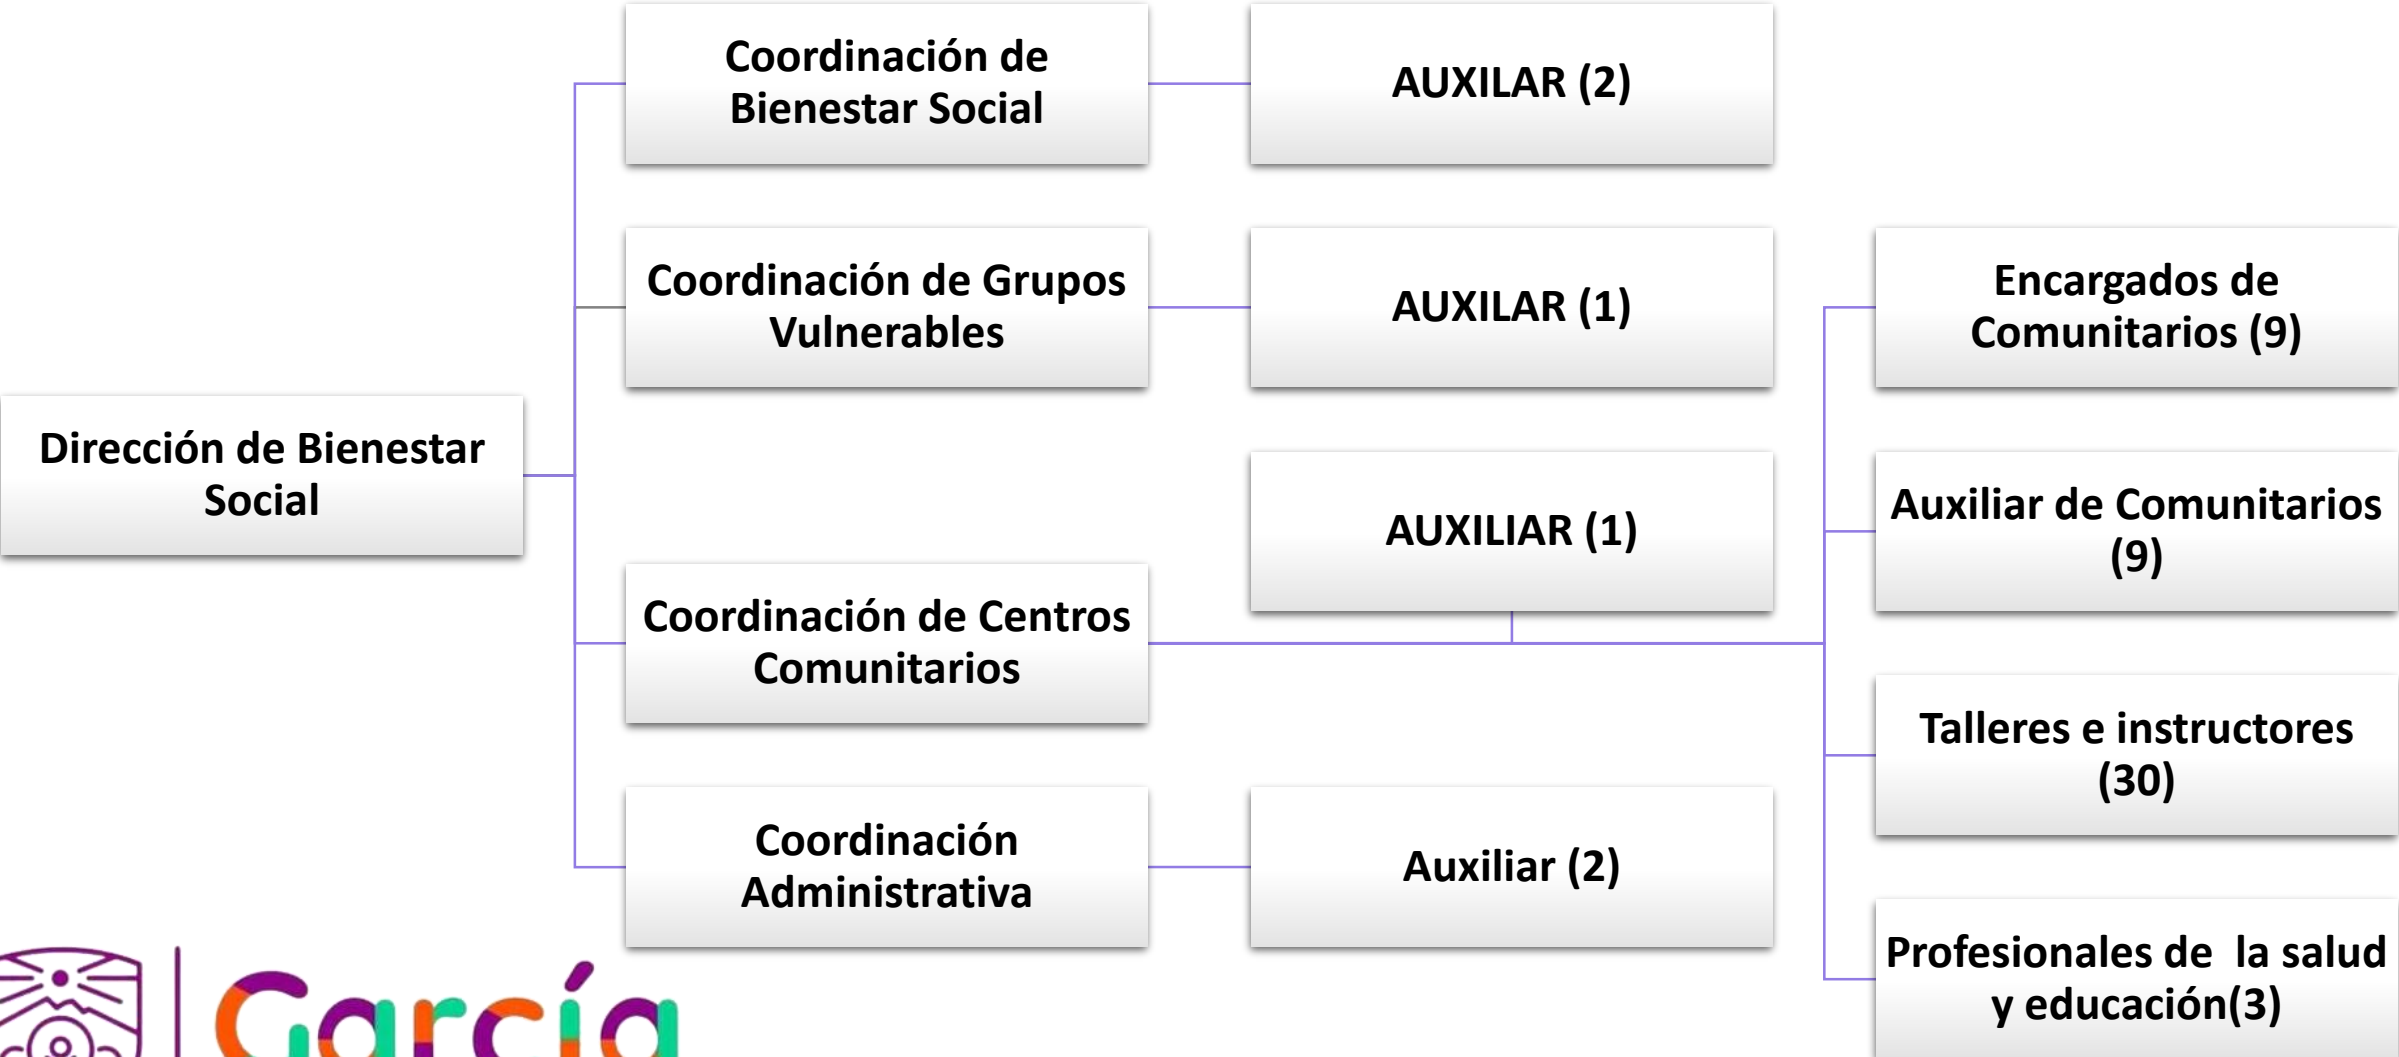 Coordinación de
Bienestar Social
AUXILAR (2)
Coordinación de Grupos
Vulnerables
AUXILAR (1)
Encargados de
Comunitarios (9)
Dirección de Bienestar
Social
AUXILIAR (1)
Auxiliar de Comunitarios
(9)
Coordinación de Centros
Comunitarios
Talleres e instructores
(30)
Coordinación
Administrativa
Auxiliar (2)
Profesionales de  la salud
y educación(3)
García